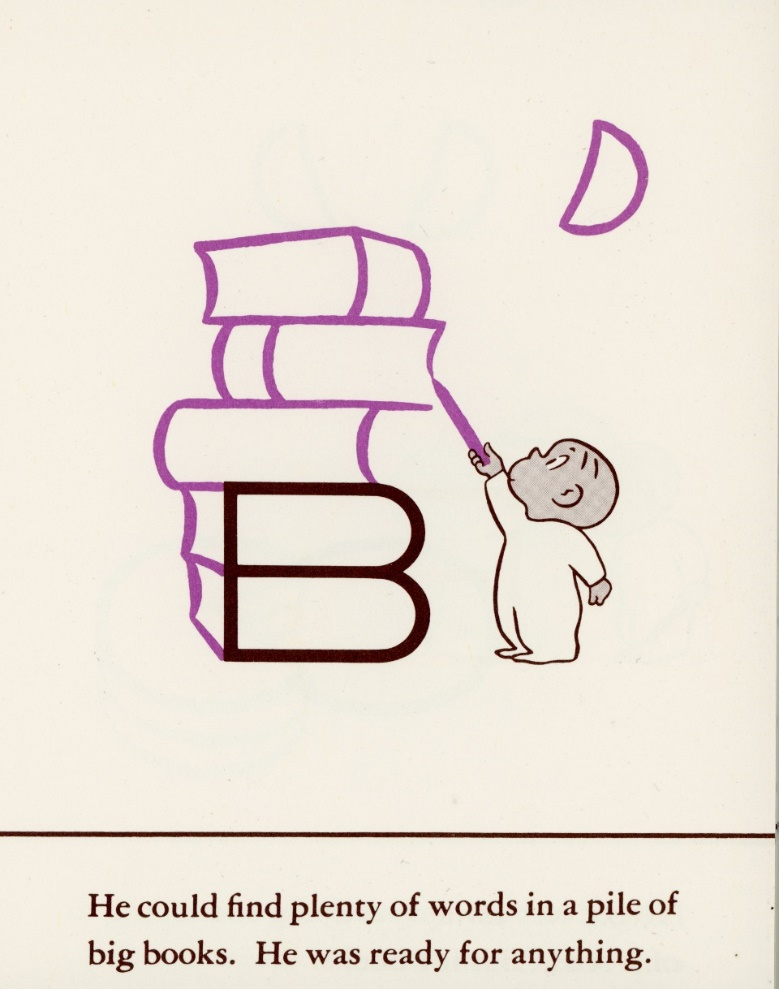 B
He could find plenty of words in a pile of
big books. He was ready for anything.